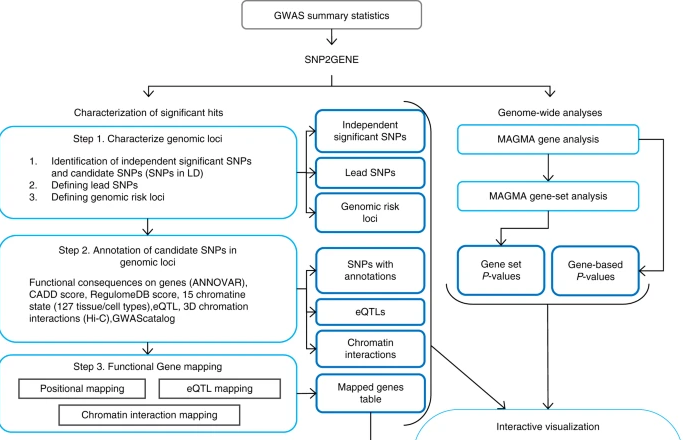 GWAS summary statistics
SNP2GENE
Characterization of significant hits
Step 1. Characterize genomic loci
1. Identification of independent significant SNPs
and candidate SNPs (SNPs in LD)
2. Defining lead SNPs
3. Defining genomic risk loci
Independent
significant SNPs
Lead SNPs
Genomic risk
loci
Step 2. Annotation of candidate SNPs in
genomic loci
Functional consequences on genes (ANNOVAR),
CADD score, RegulomeDB score, 15 chromatine
state (127 tissue/cell types),eQTL, 3D chromation
interactions (Hi-C),GWAScatalog
SNPs with
annotations
eQTLs
Chromatin
interactions
Step 3. Functional Gene mapping
Positional mapping
eQTL mapping
Chromatin interaction mapping
Mapped genes
table
Genome-wide analyses
MAGMA gene analysis
MAGMA gene-set analysis
Gene set
P-values
Gene-based
P-values
Interactive visualization